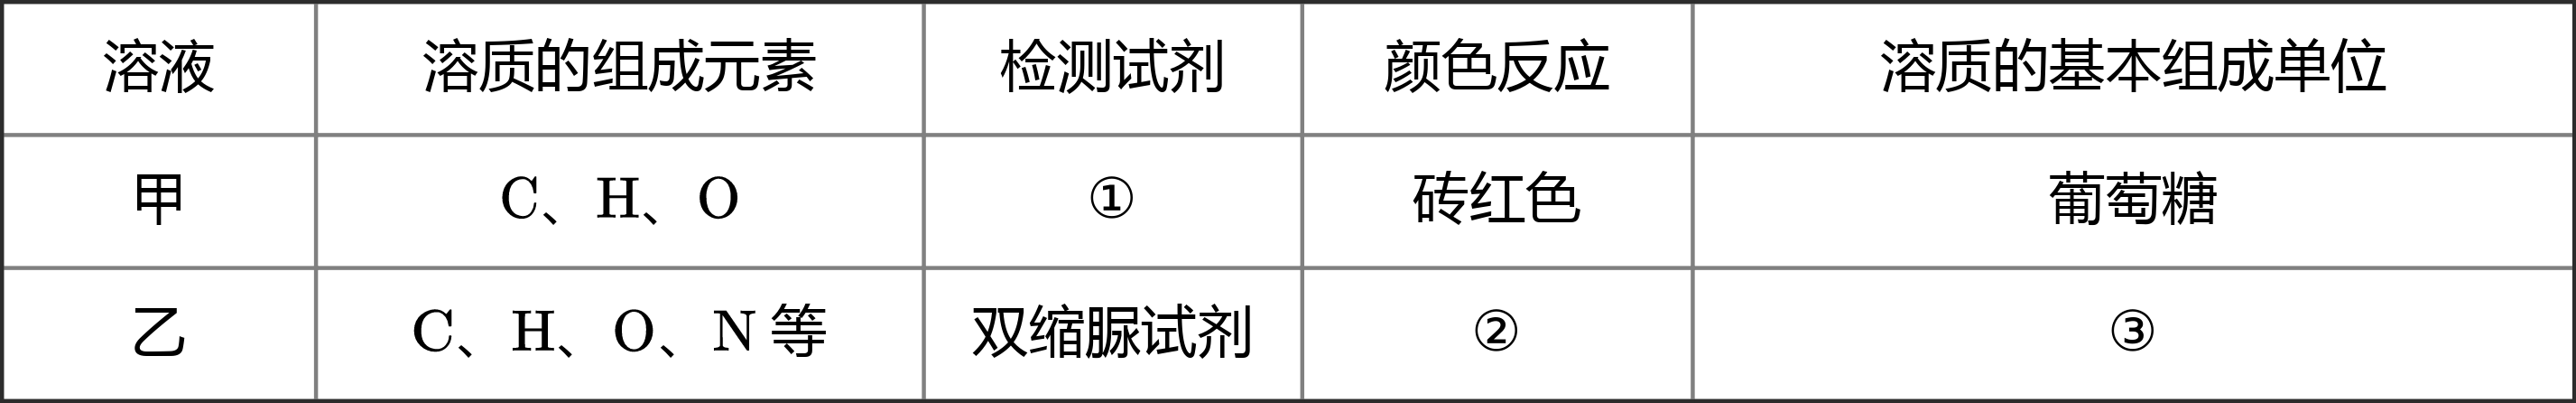 溶液 溶质的组成元素 检测试剂 颜色反应 溶质的基本组成单位
甲 C、H、O ① 砖红色 葡萄糖
乙 C、H、O、N 等 双缩脲试剂 ② ③